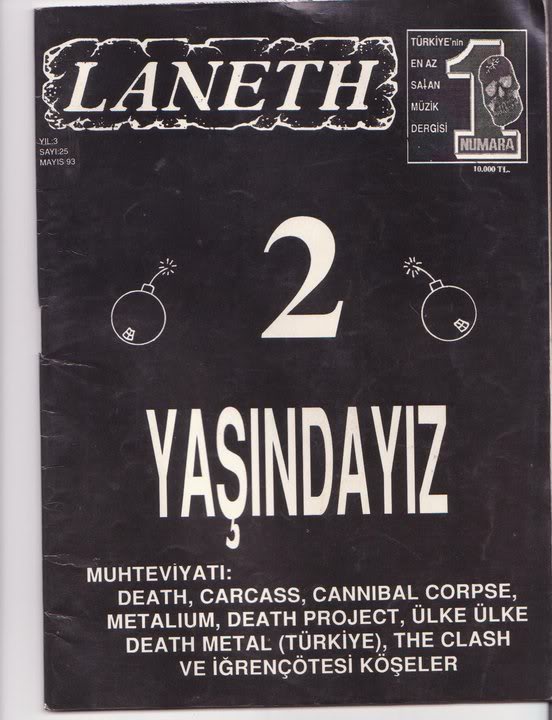 LANETH
TÜRKİYE'nin
EN AZ
SATAN
MÜZİK
DERGİSİ
1
NUMARA
10.000 TL.
YIL:3
SAYI:25
MAYIS 93
2
YAŞINDAYIZ
MUHTEVİYATI:
DEATH, CARCASS, CANNIBAL CORPSE,
METALIUM, DEATH PROJECT, ÜLKE ÜLKE
DEATH METAL (TÜRKİYE), THE CLASH
VE İĞRENÇÖTESİ KÖŞELER